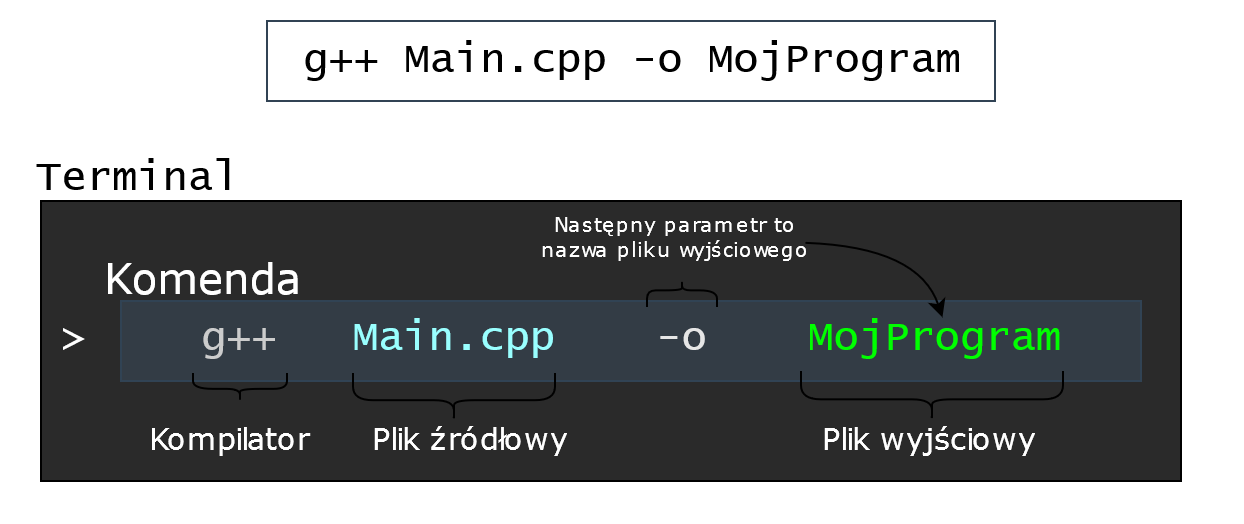 g++ Main.cpp -o MojProgram
Terminal
Następny parametr to
nazwa pliku wyjściowego
Komenda
> g++ Main.cpp -o MojProgram
Kompilator Plik źródłowy Plik wyjściowy